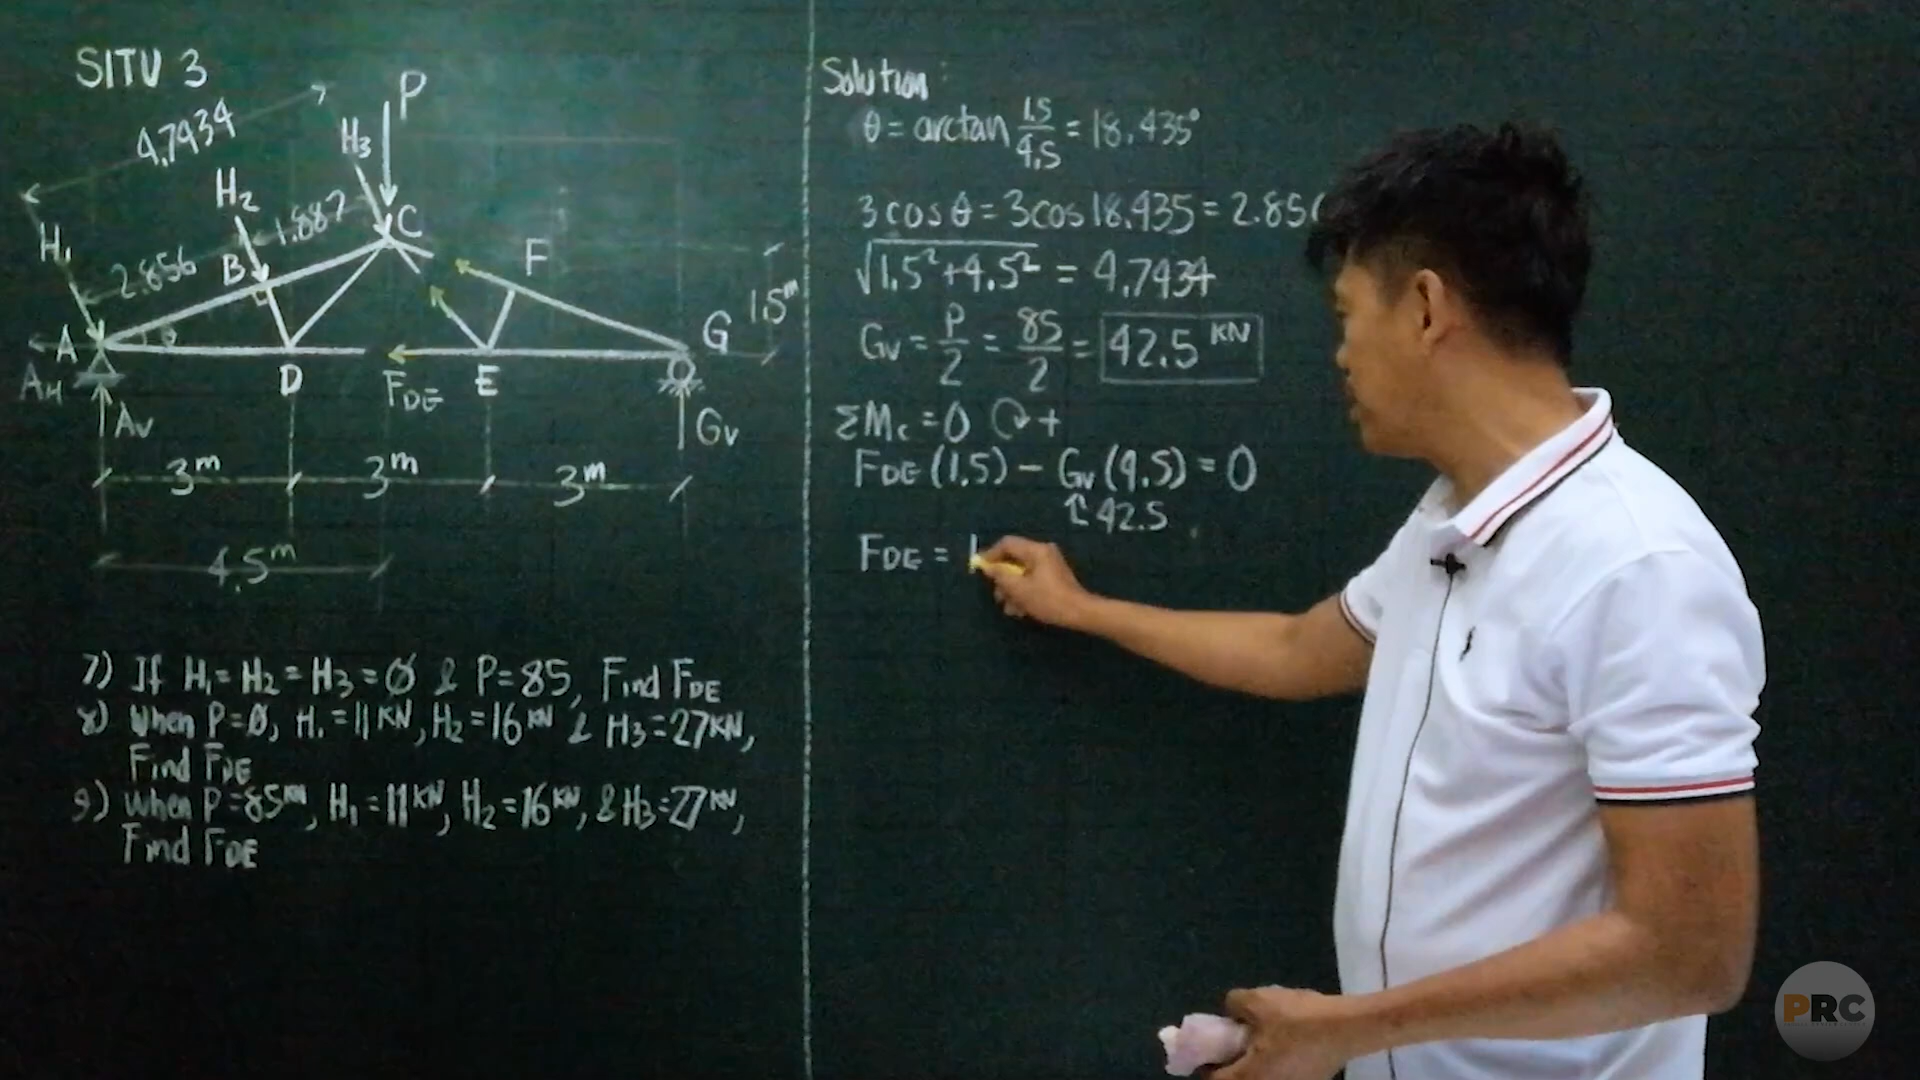 SITU 3
P
4.7434
H3
H2
1.887
C
H1
2.856
B
F
1.5m
A
θ
G
AH
D
FDE
E
AV
GV
3m
3m
3m
4.5m
7) If H1 = H2 = H3 = Ø & P = 85, Find FDE
8) When P = Ø, H1 = 11 KN, H2 = 16 KN & H3 = 27 KN,
Find FDE
9) When P = 85 KN, H1 = 11 KN, H2 = 16 KN, & H3 = 27 KN,
Find FDE
Solution:
θ = arctan 1.5/4.5 = 18.435°
3 cos θ = 3 cos 18.435 = 2.85
√1.5² + 4.5² = 4.7434
GV = P/2 = 85/2 = 42.5 KN
ΣMC = 0 +
FDE (1.5) − GV (4.5) = 0
42.5
FDE = 1
PRC